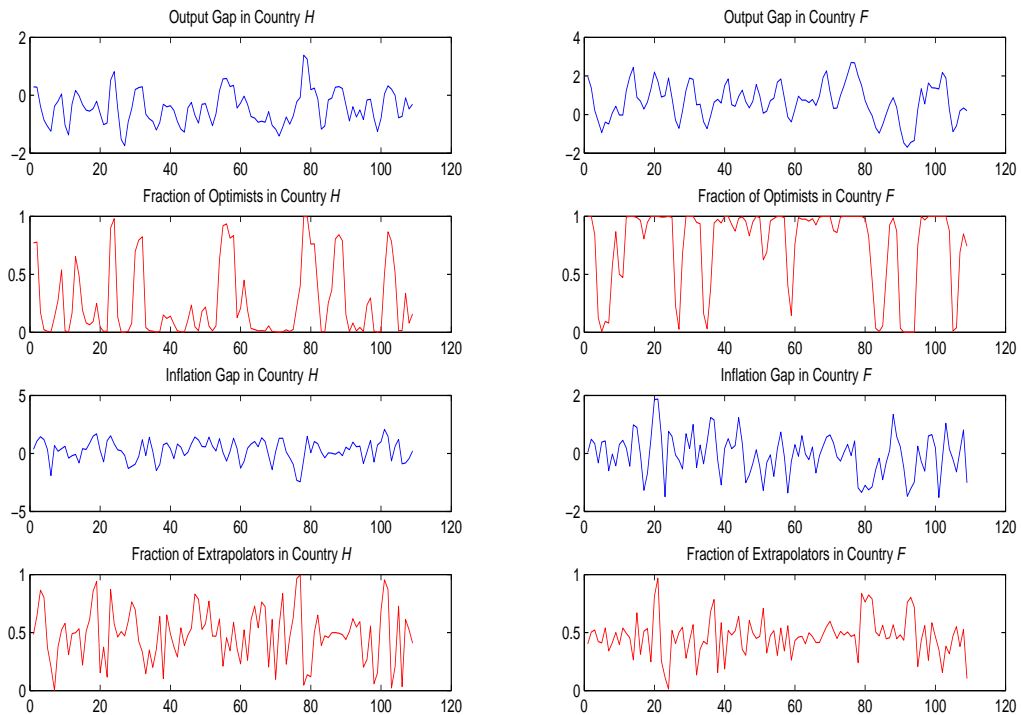 Output Gap in Country H
2
0
−2
0 20 40 60 80 100 120
Output Gap in Country F
4
2
0
−2
0 20 40 60 80 100 120
Fraction of Optimists in Country H
1
0.5
0
0 20 40 60 80 100 120
Fraction of Optimists in Country F
1
0.5
0
0 20 40 60 80 100 120
Inflation Gap in Country H
5
0
−5
0 20 40 60 80 100 120
Inflation Gap in Country F
2
0
−2
0 20 40 60 80 100 120
Fraction of Extrapolators in Country H
1
0.5
0
0 20 40 60 80 100 120
Fraction of Extrapolators in Country F
1
0.5
0
0 20 40 60 80 100 120